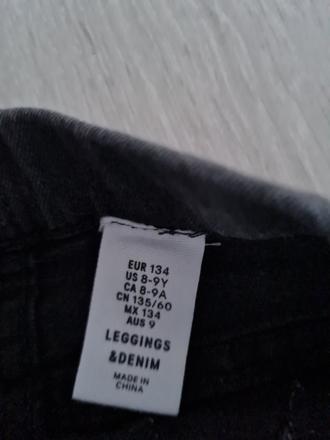 EUR 134
US 8-9Y
CA 8-9A
CN 135/60
MX 134
AUS 9
LEGGINGS
&DENIM
MADE IN
CHINA